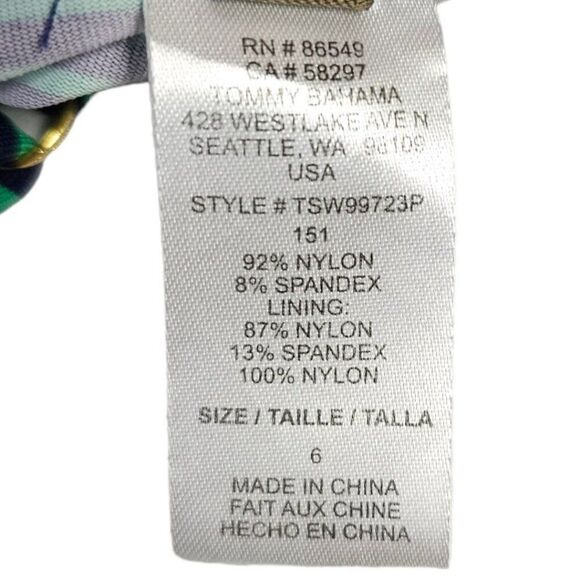 RN # 86549
CA # 58297
TOMMY BAHAMA
428 WESTLAKE AVE N
SEATTLE, WA 98109
USA
STYLE # TSW99723P
151
92% NYLON
8% SPANDEX
LINING:
87% NYLON
13% SPANDEX
100% NYLON
SIZE / TAILLE / TALLA
6
MADE IN CHINA
FAIT AUX CHINE
HECHO EN CHINA